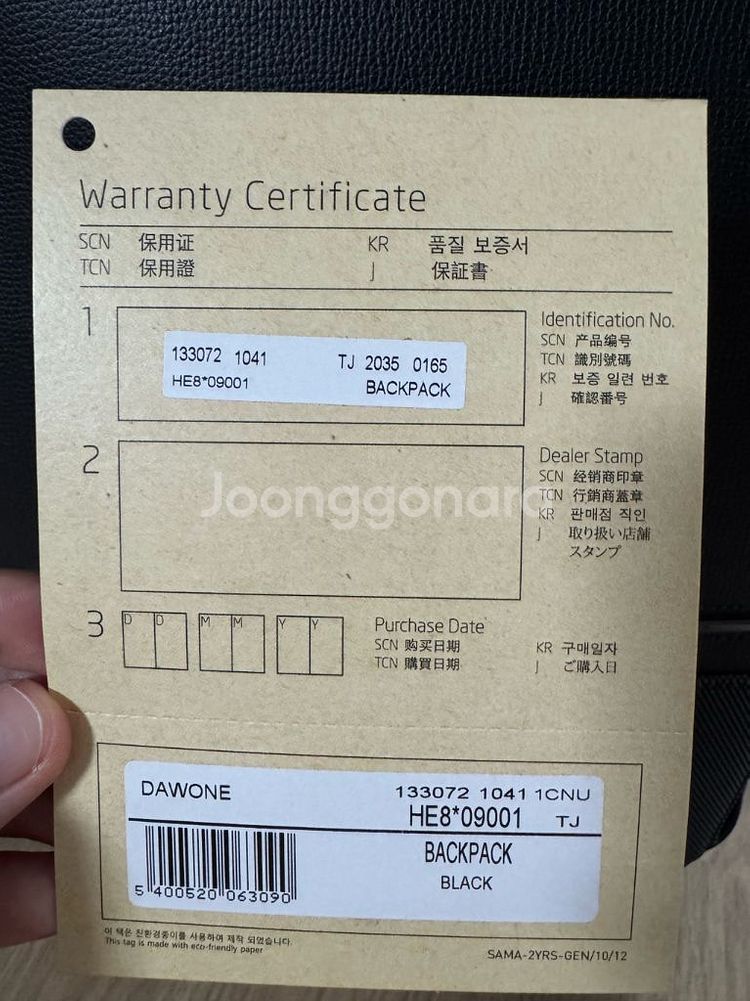 Warranty Certificate
SCN 保用证 KR 품질 보증서
TCN 保用證 J 保証書
1
133072 1041 TJ 2035 0165
HE8*09001 BACKPACK
Identification No.
SCN 产品编号
TCN 識別號碼
KR 보증 일련 번호
J 確認番号
2
Joonggonara
Dealer Stamp
SCN 经销商印章
TCN 行銷商蓋章
KR 판매점 직인
J 取り扱い店舗
スタンプ
3
D D M M Y Y
Purchase Date
SCN 购买日期 KR 구매일자
TCN 購買日期 J ご購入日
DAWONE 133072 1041 1CNU
HE8*09001 TJ
BACKPACK
BLACK
5 400520 063090
이 택은 친환경종이를 사용하여 제작 되었습니다.
This tag is made with eco-friendly paper
SAMA-2YRS-GEN/10/12